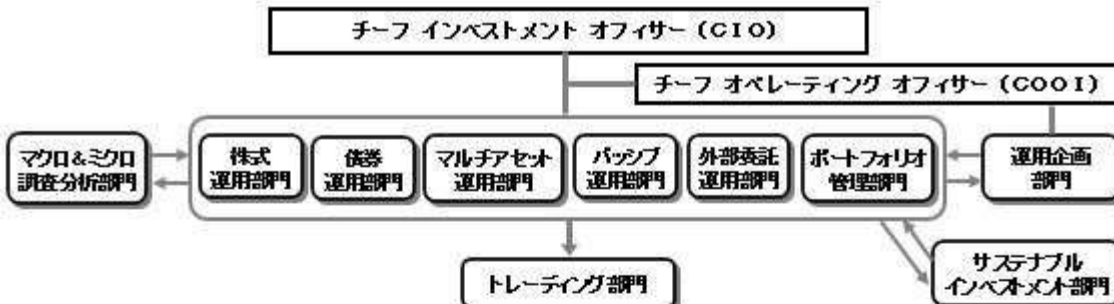 チーフ インベストメント オフィサー (CIO)
チーフ オペレーティング オフィサー (COOI)
マクロ&ミクロ
調査分析部門
株式
運用部門
債券
運用部門
マルチアセット
運用部門
パッシブ
運用部門
外部委託
運用部門
ポートフォリオ
管理部門
運用企画
部門
トレーディング部門
サステナブル
インベストメント部門